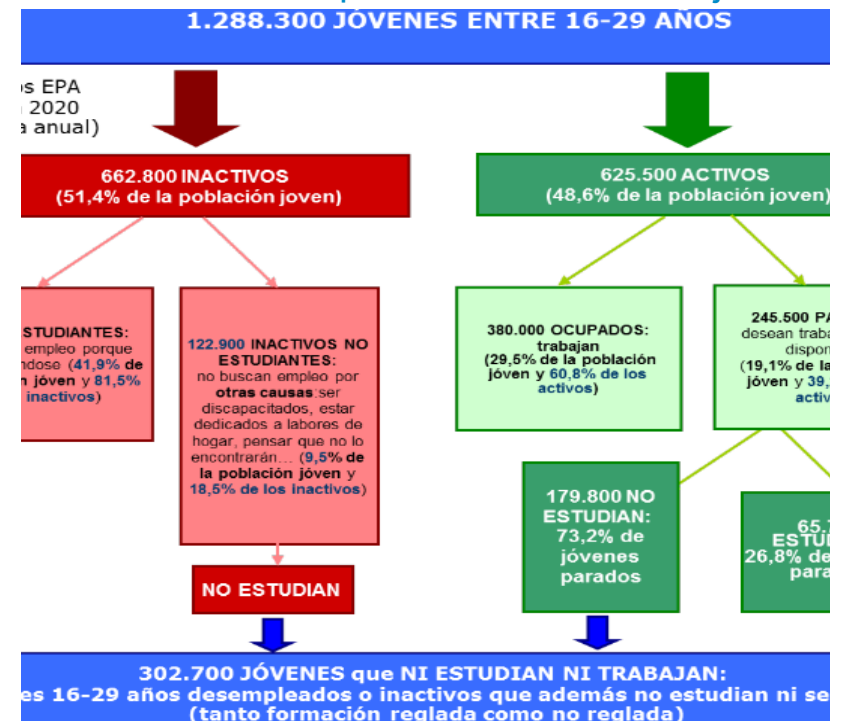 1.288.300 JÓVENES ENTRE 16-29 AÑOS
EPA
2020
anual)
662.800 INACTIVOS
(51,4% de la población joven)
625.500 ACTIVOS
(48,6% de la población joven)
STUDIANTES:
empleo porque
ndose (41,9% de
n jóven y 81,5%
inactivos)
122.900 INACTIVOS NO
ESTUDIANTES:
no buscan empleo por
otras causas:ser
discapacitados, estar
dedicados a labores de
hogar, pensar que no lo
encontrarán... (9,5% de
la población jóven y
18,5% de los inactivos)
NO ESTUDIAN
380.000 OCUPADOS:
trabajan
(29,5% de la población
jóven y 60,8% de los
activos)
245.500 PA
desean traba
dispon
(19,1% de la
jóven y 39,
activ
179.800 NO
ESTUDIAN:
73,2% de
jóvenes
parados
65.7
ESTUD
26,8% de
para
302.700 JÓVENES que NI ESTUDIAN NI TRABAJAN:
es 16-29 años desempleados o inactivos que además no estudian ni se
(tanto formación reglada como no reglada)